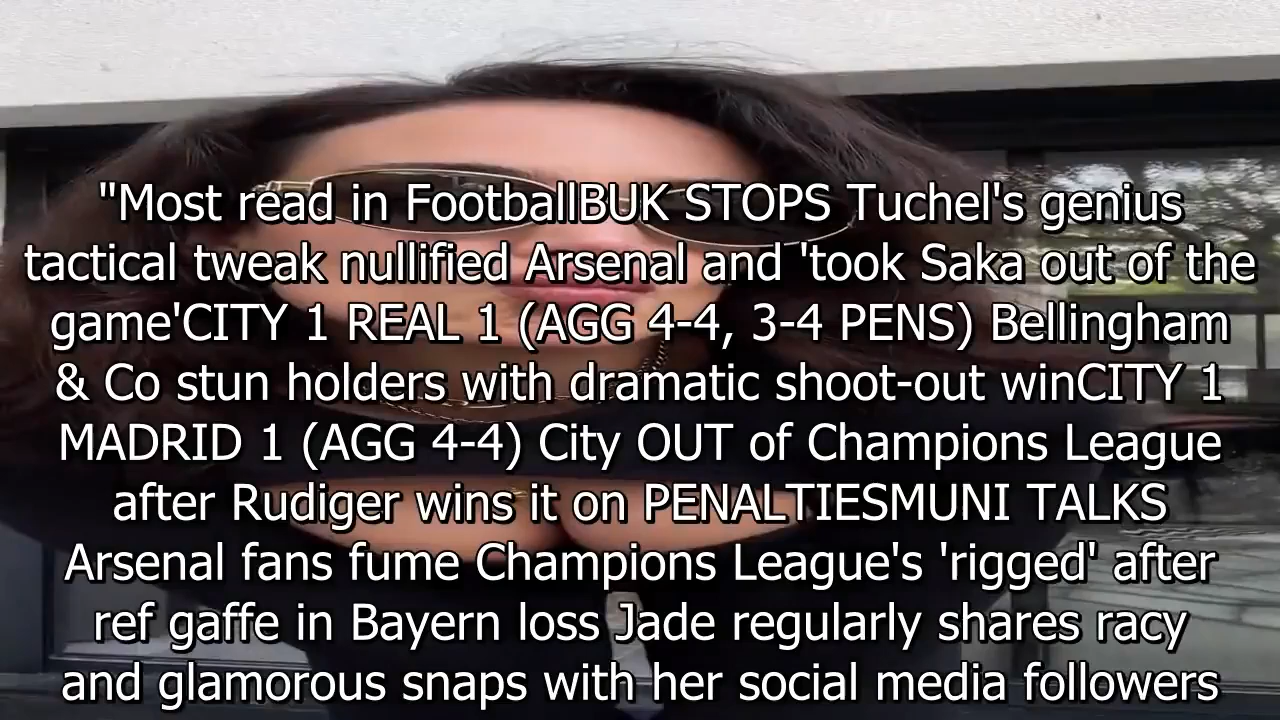 "Most read in FootballBUK STOPS Tuchel's genius
tactical tweak nullified Arsenal and 'took Saka out of the
game'CITY 1 REAL 1 (AGG 4-4, 3-4 PENS) Bellingham
& Co stun holders with dramatic shoot-out winCITY 1
MADRID 1 (AGG 4-4) City OUT of Champions League
after Rudiger wins it on PENALTIESMUNI TALKS
Arsenal fans fume Champions League's 'rigged' after
ref gaffe in Bayern loss Jade regularly shares racy
and glamorous snaps with her social media followers